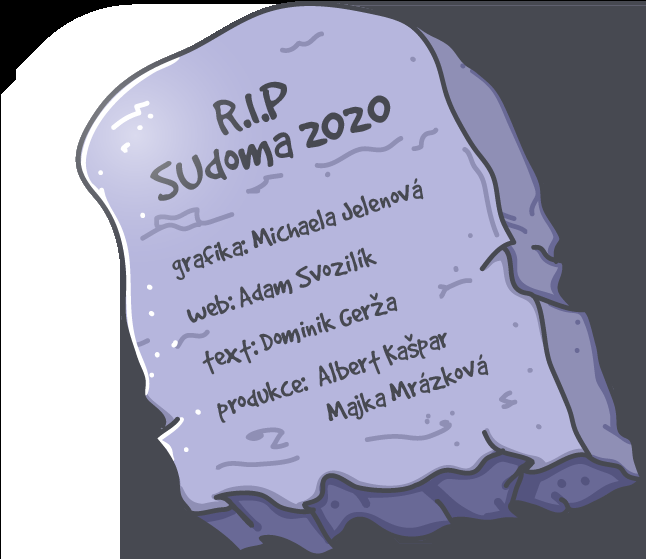 R.I.P
SUdoma 2020
grafika: Michaela Jelenová
web: Adam Svozilík
text: Dominik Gerža
produkce: Albert Kašpar
Majka Mrázková